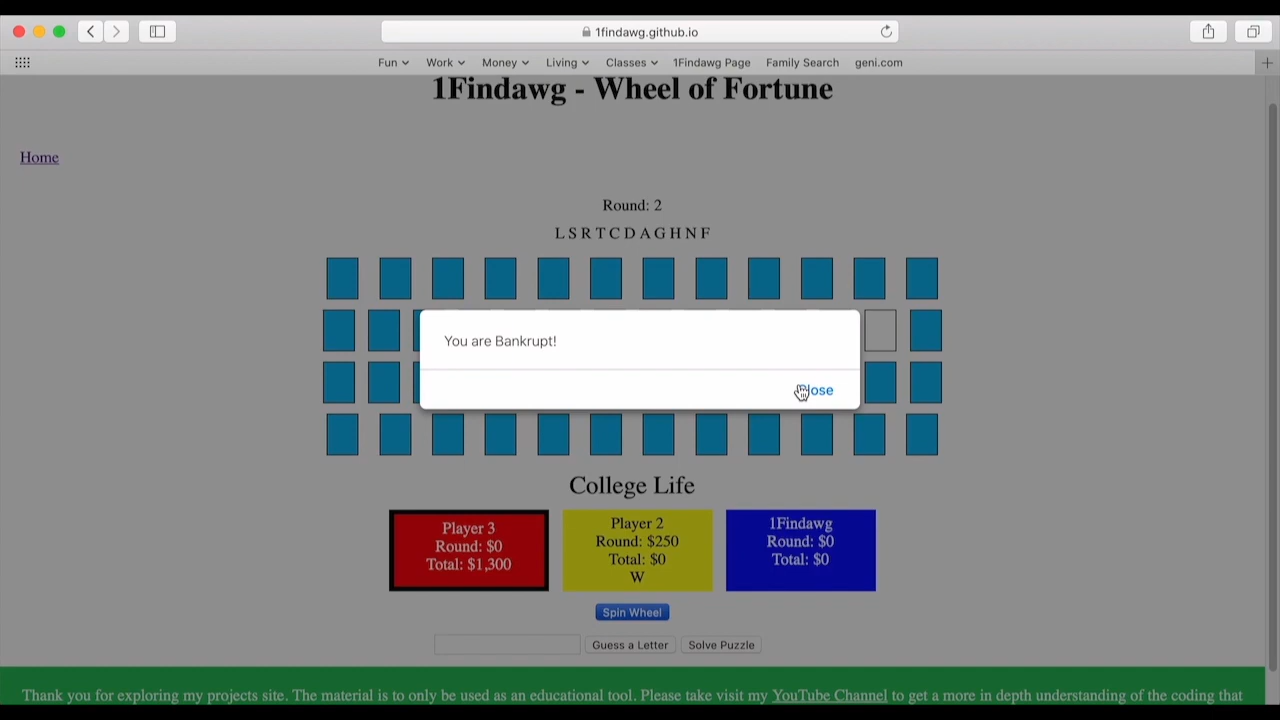 1findawg.github.io
Fun Work Money Living Classes 1Findawg Page Family Search geni.com
1Findawg - Wheel of Fortune
Home
Round: 2
L S R T C D A G H N F
You are Bankrupt!
Close
College Life
Player 3
Round: $0
Total: $1,300
Player 2
Round: $250
Total: $0
W
1Findawg
Round: $0
Total: $0
Spin Wheel
Guess a Letter Solve Puzzle
Thank you for exploring my projects site. The material is to only be used as an educational tool. Please take visit my YouTube Channel to get a more in depth understanding of the coding that